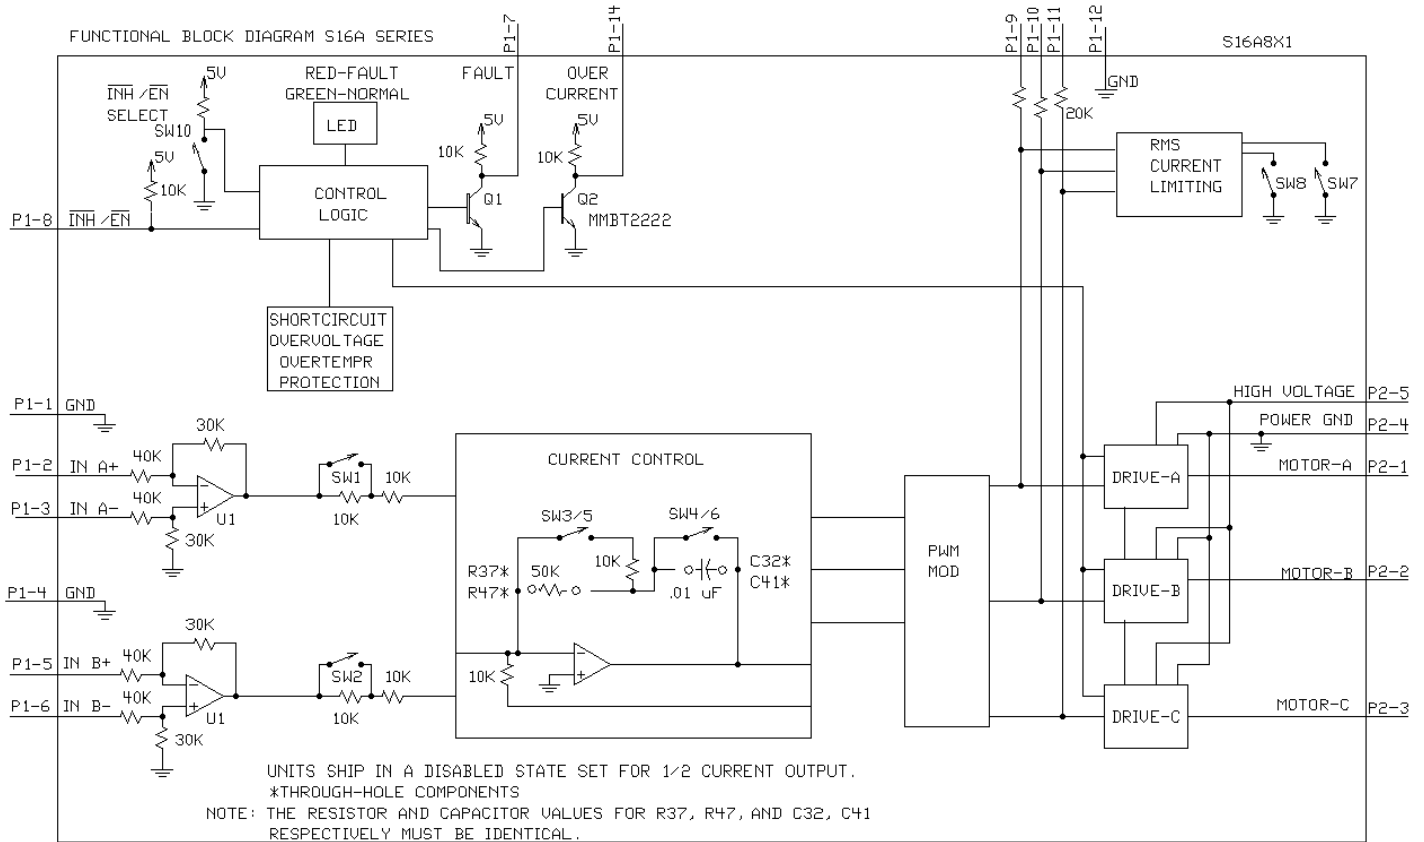 FUNCTIONAL BLOCK DIAGRAM S16A SERIES
P1-7
P1-14
P1-9
P1-10
P1-11
P1-12
S16A8X1
5V
INH/EN
SELECT
SW10
5V
10K
RED-FAULT
GREEN-NORMAL
LED
FAULT
OVER
CURRENT
5V
10K
5V
10K
GND
20K
CONTROL
LOGIC
Q1
Q2
MMBT2222
RMS
CURRENT
LIMITING
SW8
SW7
P1-8
INH/EN
SHORTCIRCUIT
OVERVOLTAGE
OVERTEMPR
PROTECTION
HIGH VOLTAGE
P2-5
POWER GND
P2-4
P1-1
GND
30K
40K
P1-2
IN A+
40K
P1-3
IN A-
U1
30K
SW1
10K
10K
CURRENT CONTROL
SW3/5
SW4/6
10K
R37*
R47*
50K
.01 uF
C32*
C41*
10K
PWM
MOD
DRIVE-A
MOTOR-A
P2-1
DRIVE-B
MOTOR-B
P2-2
DRIVE-C
MOTOR-C
P2-3
P1-4
GND
30K
40K
P1-5
IN B+
40K
P1-6
IN B-
U1
30K
SW2
10K
10K
UNITS SHIP IN A DISABLED STATE SET FOR 1/2 CURRENT OUTPUT.
*THROUGH-HOLE COMPONENTS
NOTE: THE RESISTOR AND CAPACITOR VALUES FOR R37, R47, AND C32, C41
RESPECTIVELY MUST BE IDENTICAL.